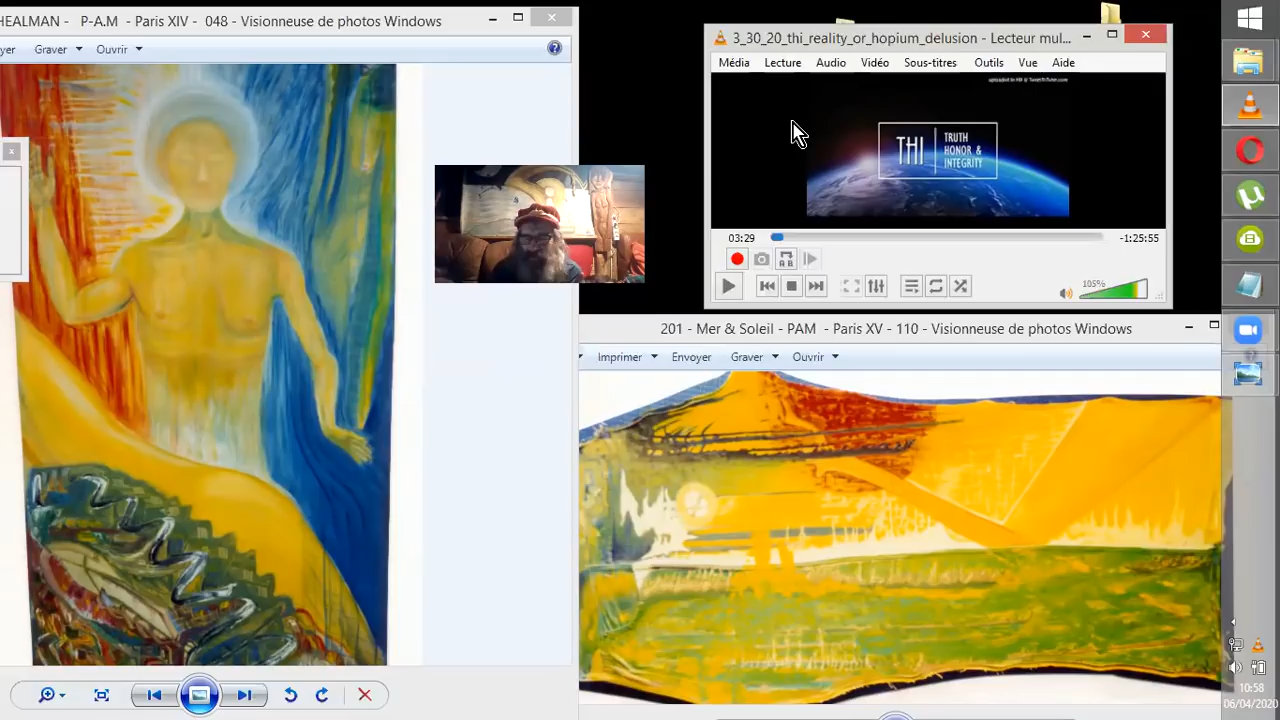 HEALMAN - P-A.M - Paris XIV - 048 - Visionneuse de photos Windows
yer Graver Ouvrir
3_30_20_thi_reality_or_hopium_delusion - Lecteur mul...
Média Lecture Audio Vidéo Sous-titres Outils Vue Aide
THI TRUTH
HONOR &
INTEGRITY
03:29 -1:25:55
105%
201 - Mer & Soleil - PAM - Paris XV - 110 - Visionneuse de photos Windows
Imprimer Envoyer Graver Ouvrir
10:58
06/04/2020